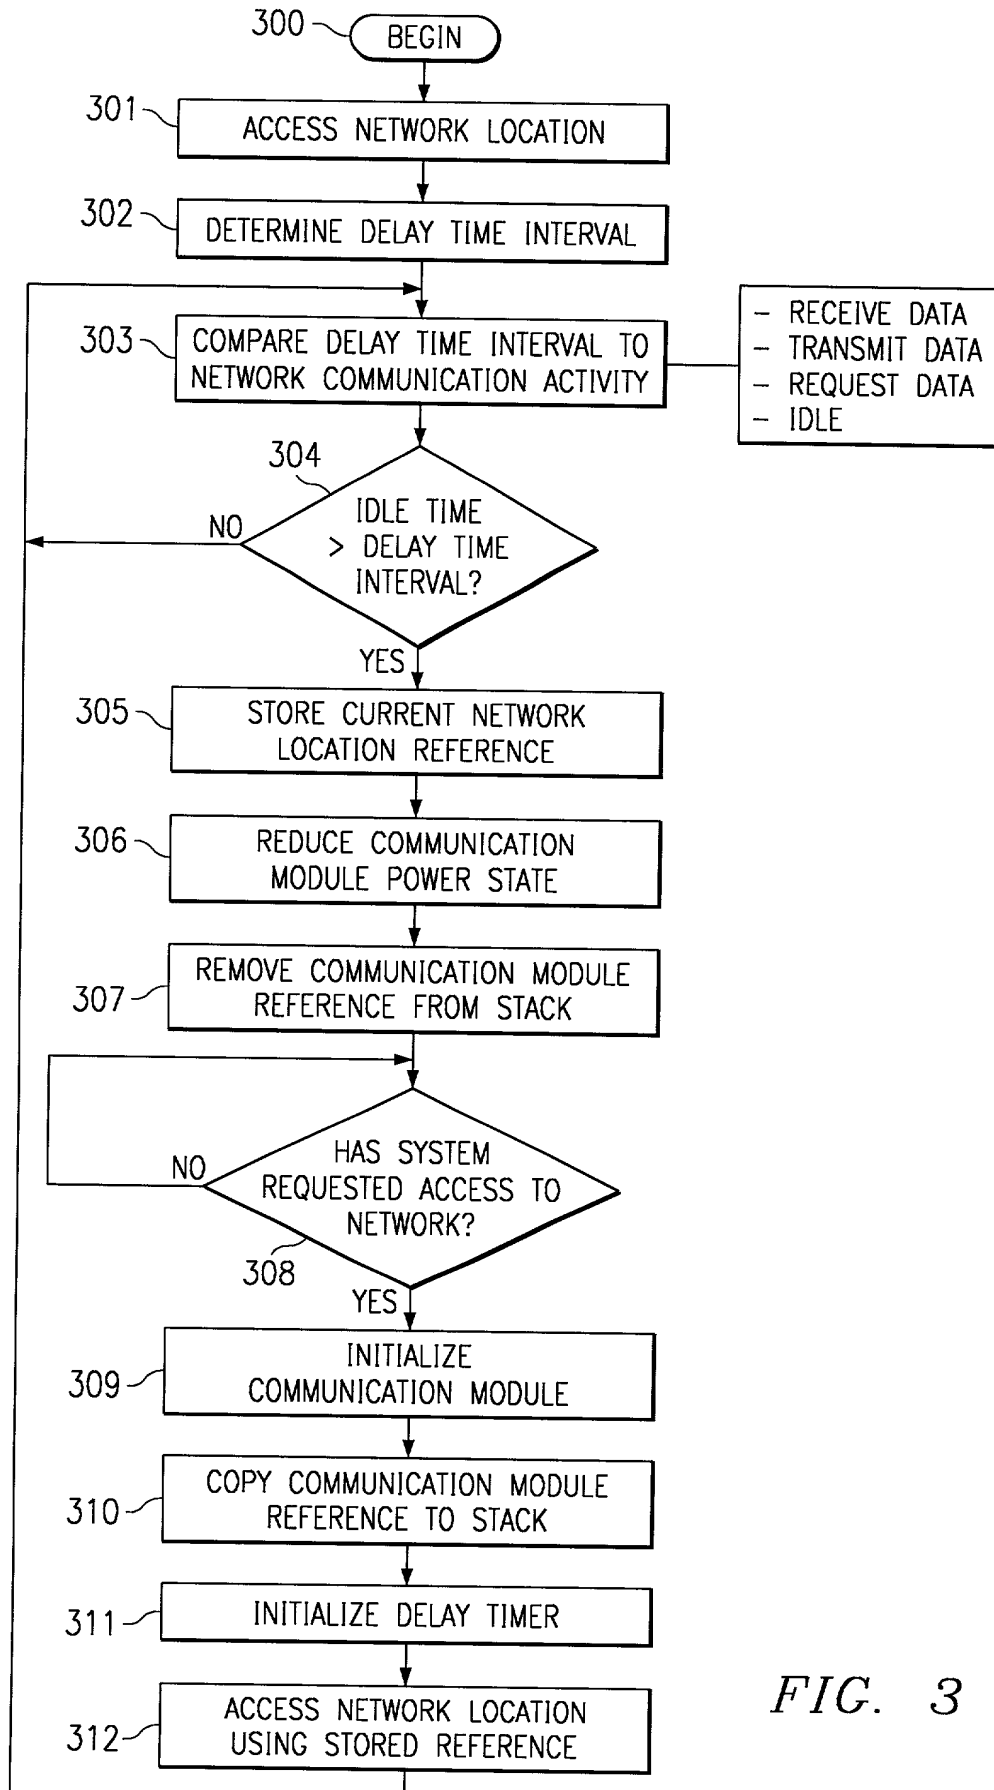 300
BEGIN
301
ACCESS NETWORK LOCATION
302
DETERMINE DELAY TIME INTERVAL
303
COMPARE DELAY TIME INTERVAL TO
NETWORK COMMUNICATION ACTIVITY
- RECEIVE DATA
- TRANSMIT DATA
- REQUEST DATA
- IDLE
304
NO
IDLE TIME
> DELAY TIME
INTERVAL?
YES
305
STORE CURRENT NETWORK
LOCATION REFERENCE
306
REDUCE COMMUNICATION
MODULE POWER STATE
307
REMOVE COMMUNICATION MODULE
REFERENCE FROM STACK
NO
HAS SYSTEM
REQUESTED ACCESS TO
NETWORK?
308
YES
309
INITIALIZE
COMMUNICATION MODULE
310
COPY COMMUNICATION MODULE
REFERENCE TO STACK
311
INITIALIZE DELAY TIMER
312
ACCESS NETWORK LOCATION
USING STORED REFERENCE
FIG. 3